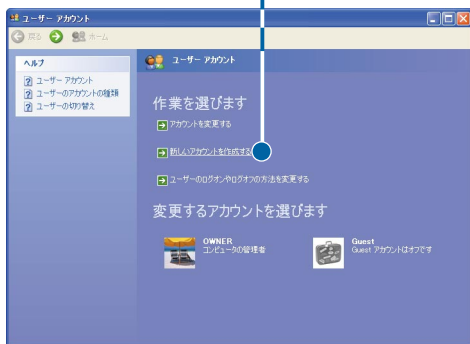 ユーザー アカウント
戻る
ホーム
ヘルプ
ユーザー アカウント
ユーザーのアカウントの種類
ユーザーの切り替え
ユーザー アカウント
作業を選びます
アカウントを変更する
新しいアカウントを作成する
ユーザーのログオンやログオフの方法を変更する
変更するアカウントを選びます
OWNER
コンピュータの管理者
Guest
Guest アカウントはオフです